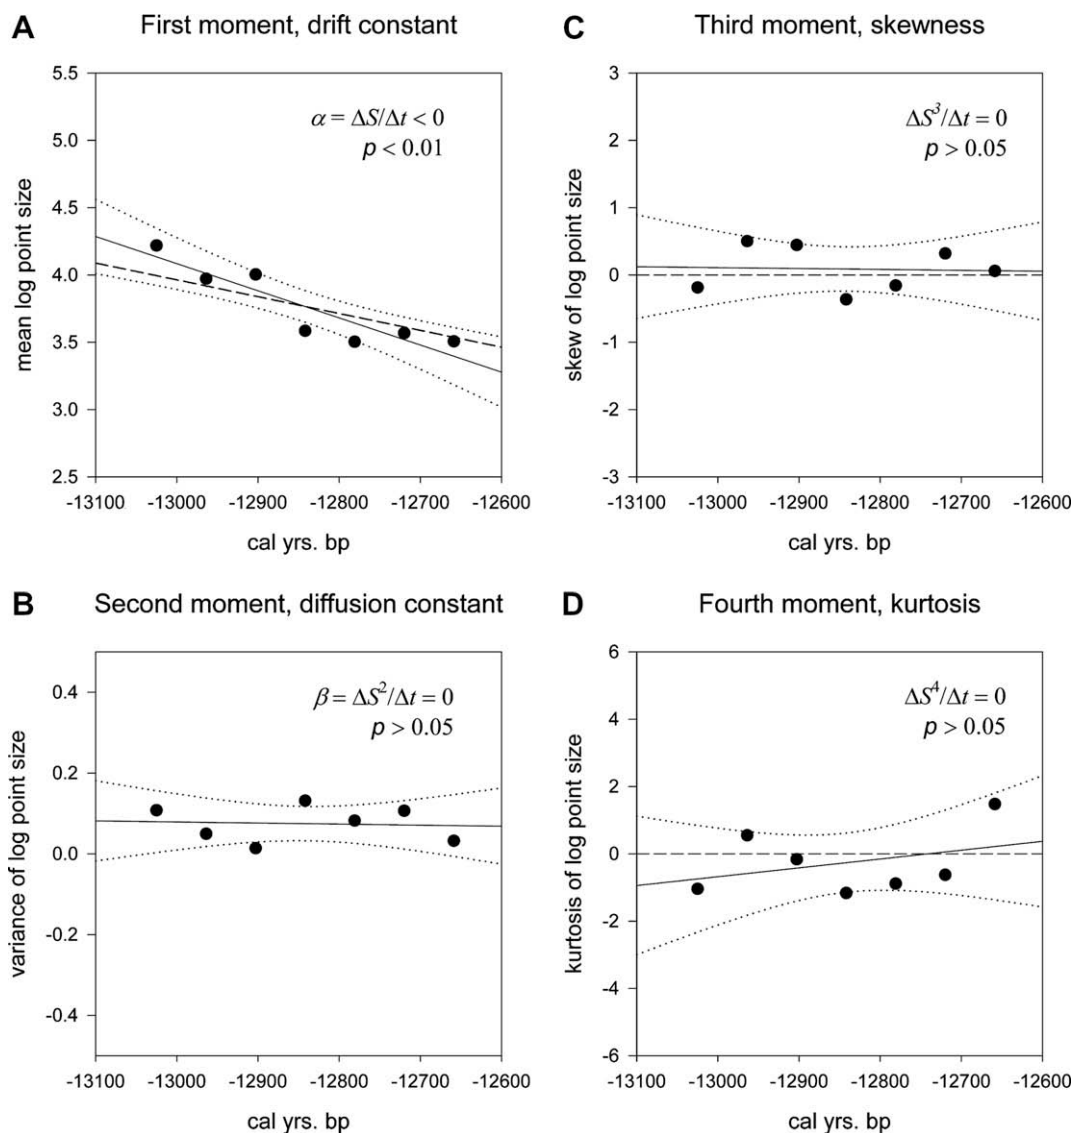 A First moment, drift constant
α = ΔS/Δt < 0
p < 0.01
mean log point size
5.5
5.0
4.5
4.0
3.5
3.0
2.5
-13100 -13000 -12900 -12800 -12700 -12600
cal yrs. bp
B Second moment, diffusion constant
β = ΔS²/Δt = 0
p > 0.05
variance of log point size
0.4
0.2
0.0
-0.2
-0.4
-13100 -13000 -12900 -12800 -12700 -12600
cal yrs. bp
C Third moment, skewness
ΔS³/Δt = 0
p > 0.05
skew of log point size
3
2
1
0
-1
-2
-3
-13100 -13000 -12900 -12800 -12700 -12600
cal yrs. bp
D Fourth moment, kurtosis
ΔS⁴/Δt = 0
p > 0.05
kurtosis of log point size
6
4
2
0
-2
-4
-6
-13100 -13000 -12900 -12800 -12700 -12600
cal yrs. bp